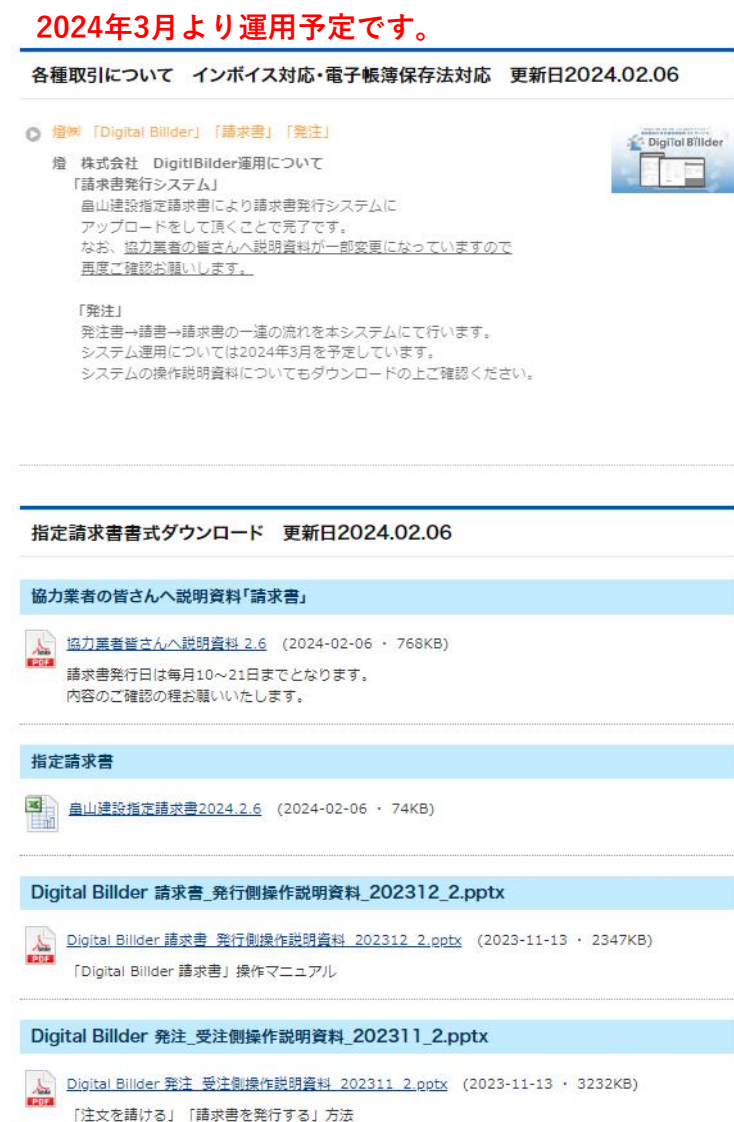 2024年3月より運用予定です。
各種取引について　インボイス対応・電子帳簿保存法対応　更新日2024.02.06
燈㈱ 「Digital Billder」「請求書」「発注」
Digital Billder
燈 株式会社 DigitlBilder運用について
「請求書発行システム」
畠山建設指定請求書により請求書発行システムに
アップロードをして頂くことで完了です。
なお、協力業者の皆さんへ説明資料が一部変更になっていますので
再度ご確認お願いします。
「発注」
発注書→請書→請求書の一連の流れを本システムにて行います。
システム運用については2024年3月を予定しています。
システムの操作説明資料についてもダウンロードの上ご確認ください。
指定請求書書式ダウンロード　更新日2024.02.06
協力業者の皆さんへ説明資料「請求書」
PDF
協力業者皆さんへ説明資料 2.6 (2024-02-06 ・ 768KB)
請求書発行日は毎月10～21日までとなります。
内容のご確認の程お願いいたします。
指定請求書
畠山建設指定請求書2024.2.6 (2024-02-06 ・ 74KB)
Digital Billder 請求書_発行側操作説明資料_202312_2.pptx
PDF
Digital Billder 請求書_発行側操作説明資料_202312_2.pptx (2023-11-13 ・ 2347KB)
「Digital Billder 請求書」操作マニュアル
Digital Billder 発注_受注側操作説明資料_202311_2.pptx
PDF
Digital Billder 発注_受注側操作説明資料_202311_2.pptx (2023-11-13 ・ 3232KB)
「注文を請ける」「請求書を発行する」方法